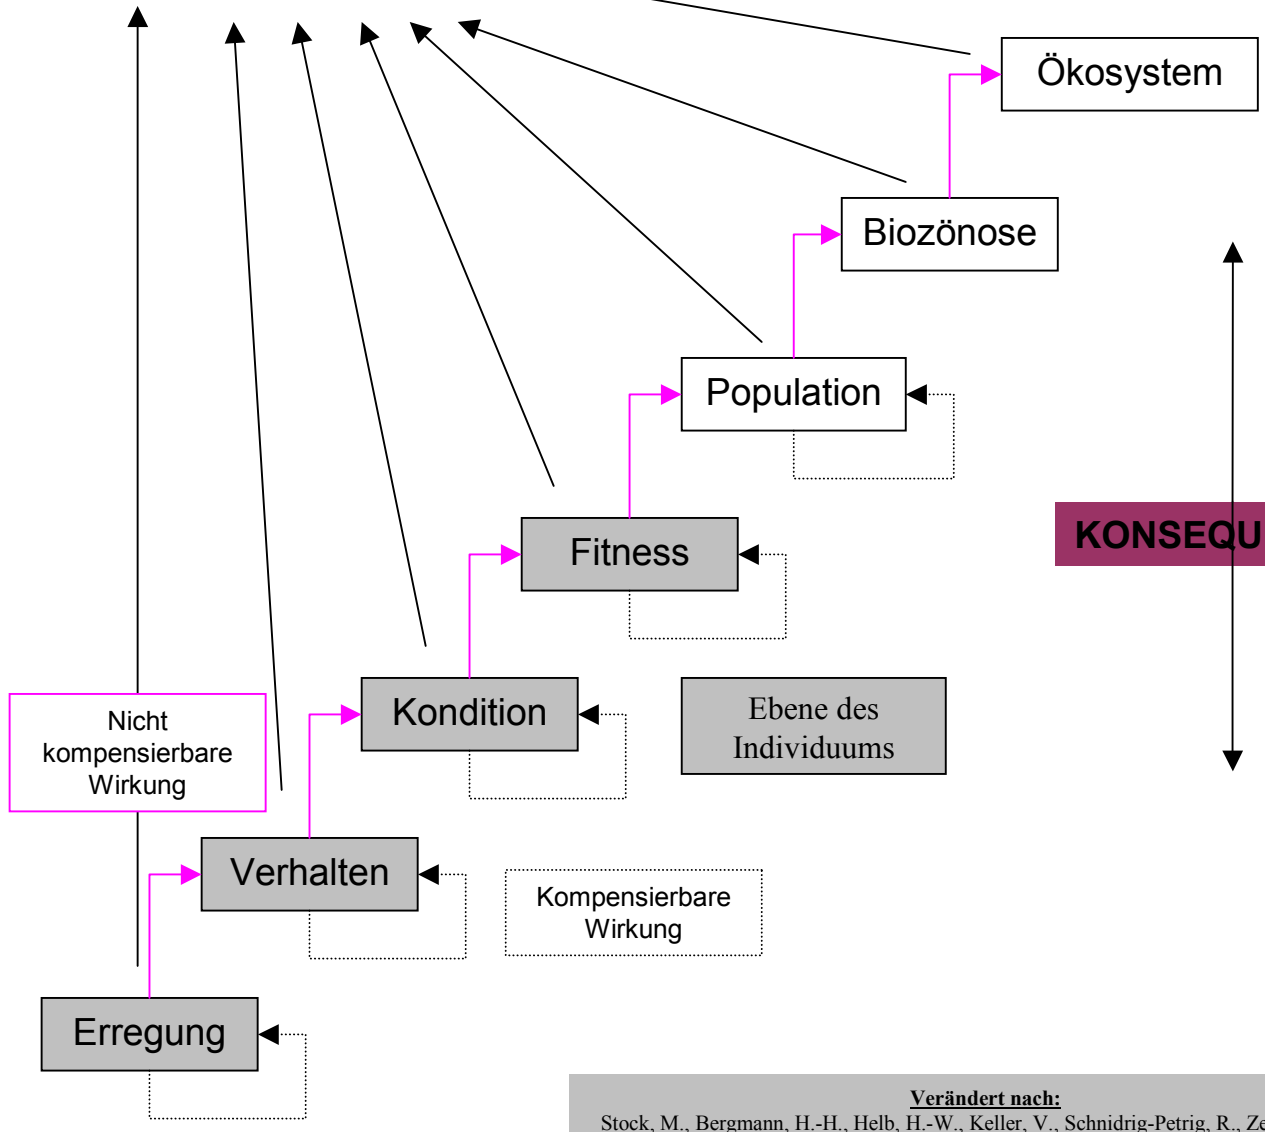 Ökosystem
Biozönose
Population
KONSEQU
Fitness
Kondition
Ebene des
Individuums
Nicht
kompensierbare
Wirkung
Verhalten
Kompensierbare
Wirkung
Erregung
Verändert nach:
Stock, M., Bergmann, H.-H., Helb, H.-W., Keller, V., Schnidrig-Petrig, R., Ze